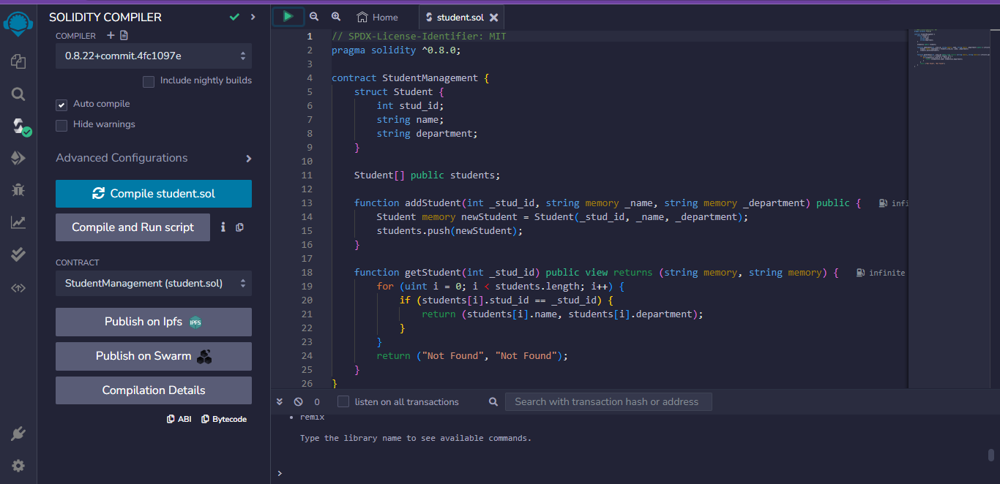 SOLIDITY COMPILER
COMPILER
0.8.22+commit.4fc1097e
Include nightly builds
Auto compile
Hide warnings
Advanced Configurations
Compile student.sol
Compile and Run script
CONTRACT
StudentManagement (student.sol)
Publish on Ipfs IPFS
Publish on Swarm
Compilation Details
ABI Bytecode
Home student.sol
1 // SPDX-License-Identifier: MIT
2 pragma solidity ^0.8.0;
3
4 contract StudentManagement {
5 struct Student {
6 int stud_id;
7 string name;
8 string department;
9 }
10
11 Student[] public students;
12
13 function addStudent(int _stud_id, string memory _name, string memory _department) public { infi
14 Student memory newStudent = Student(_stud_id, _name, _department);
15 students.push(newStudent);
16 }
17
18 function getStudent(int _stud_id) public view returns (string memory, string memory) { infinite
19 for (uint i = 0; i < students.length; i++) {
20 if (students[i].stud_id == _stud_id) {
21 return (students[i].name, students[i].department);
22 }
23 }
24 return ("Not Found", "Not Found");
25 }
26 }
0 listen on all transactions Search with transaction hash or address
• remix
Type the library name to see available commands.
>